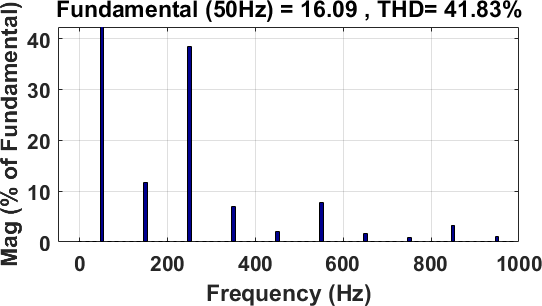 Fundamental (50Hz) = 16.09 , THD= 41.83%
Mag (% of Fundamental)
40
30
20
10
0
0 200 400 600 800 1000
Frequency (Hz)